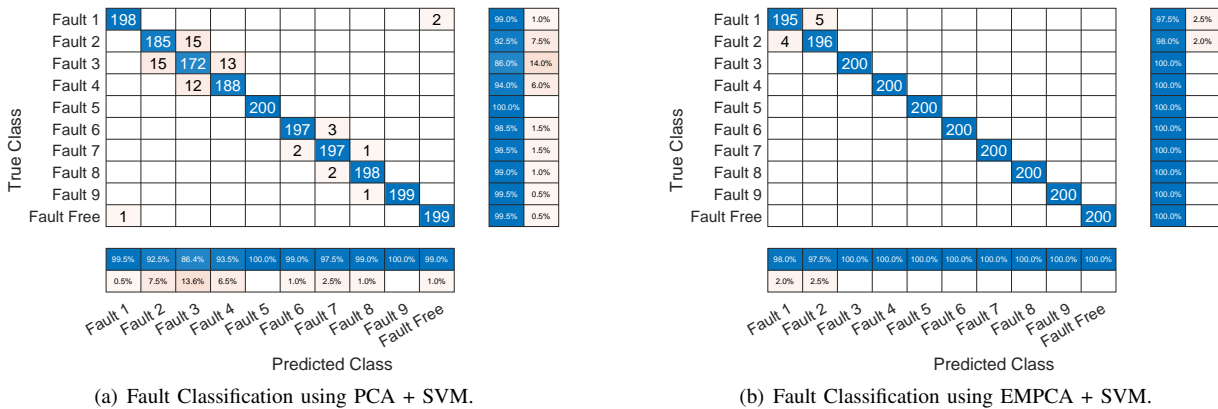 Fault 1 198 2 99.0% 1.0%
Fault 2 185 15 92.5% 7.5%
Fault 3 15 172 13 86.0% 14.0%
Fault 4 12 188 94.0% 6.0%
Fault 5 200 100.0%
Fault 6 197 3 98.5% 1.5%
Fault 7 2 197 1 98.5% 1.5%
Fault 8 2 198 99.0% 1.0%
Fault 9 1 199 99.5% 0.5%
Fault Free 1 199 99.5% 0.5%
True Class
99.5% 92.5% 86.4% 93.5% 100.0% 99.0% 97.5% 99.0% 100.0% 99.0%
0.5% 7.5% 13.6% 6.5% 1.0% 2.5% 1.0% 1.0%
Fault 1 Fault 2 Fault 3 Fault 4 Fault 5 Fault 6 Fault 7 Fault 8 Fault 9 Fault Free
Predicted Class
(a) Fault Classification using PCA + SVM.
Fault 1 195 5 97.5% 2.5%
Fault 2 4 196 98.0% 2.0%
Fault 3 200 100.0%
Fault 4 200 100.0%
Fault 5 200 100.0%
Fault 6 200 100.0%
Fault 7 200 100.0%
Fault 8 200 100.0%
Fault 9 200 100.0%
Fault Free 200 100.0%
True Class
98.0% 97.5% 100.0% 100.0% 100.0% 100.0% 100.0% 100.0% 100.0% 100.0%
2.0% 2.5%
Fault 1 Fault 2 Fault 3 Fault 4 Fault 5 Fault 6 Fault 7 Fault 8 Fault 9 Fault Free
Predicted Class
(b) Fault Classification using EMPCA + SVM.